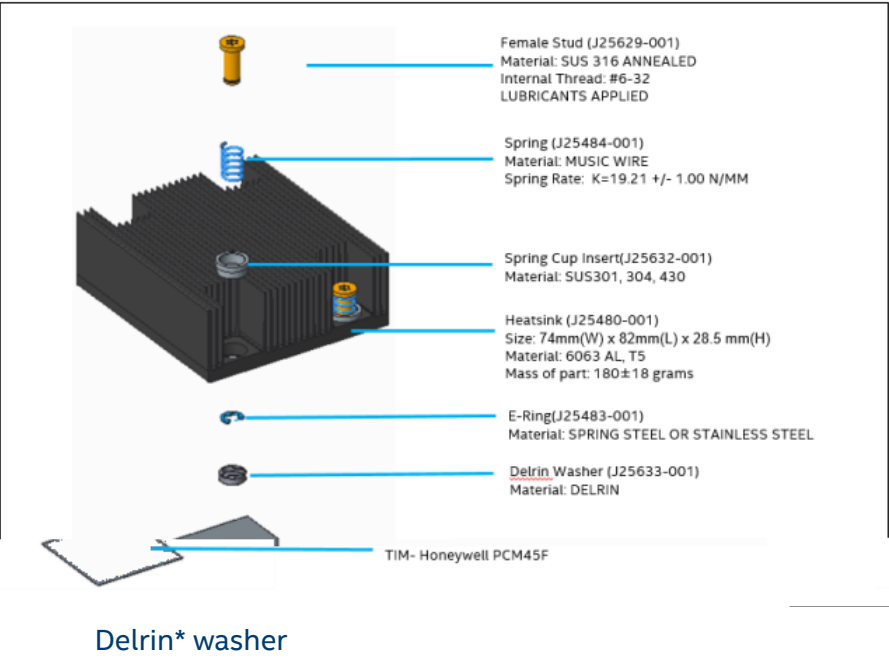 Female Stud (J25629-001)
Material: SUS 316 ANNEALED
Internal Thread: #6-32
LUBRICANTS APPLIED
Spring (J25484-001)
Material: MUSIC WIRE
Spring Rate: K=19.21 +/- 1.00 N/MM
Spring Cup Insert(J25632-001)
Material: SUS301, 304, 430
Heatsink (J25480-001)
Size: 74mm(W) x 82mm(L) x 28.5 mm(H)
Material: 6063 AL, T5
Mass of part: 180±18 grams
E-Ring(J25483-001)
Material: SPRING STEEL OR STAINLESS STEEL
Delrin Washer (J25633-001)
Material: DELRIN
TIM- Honeywell PCM45F
Delrin* washer